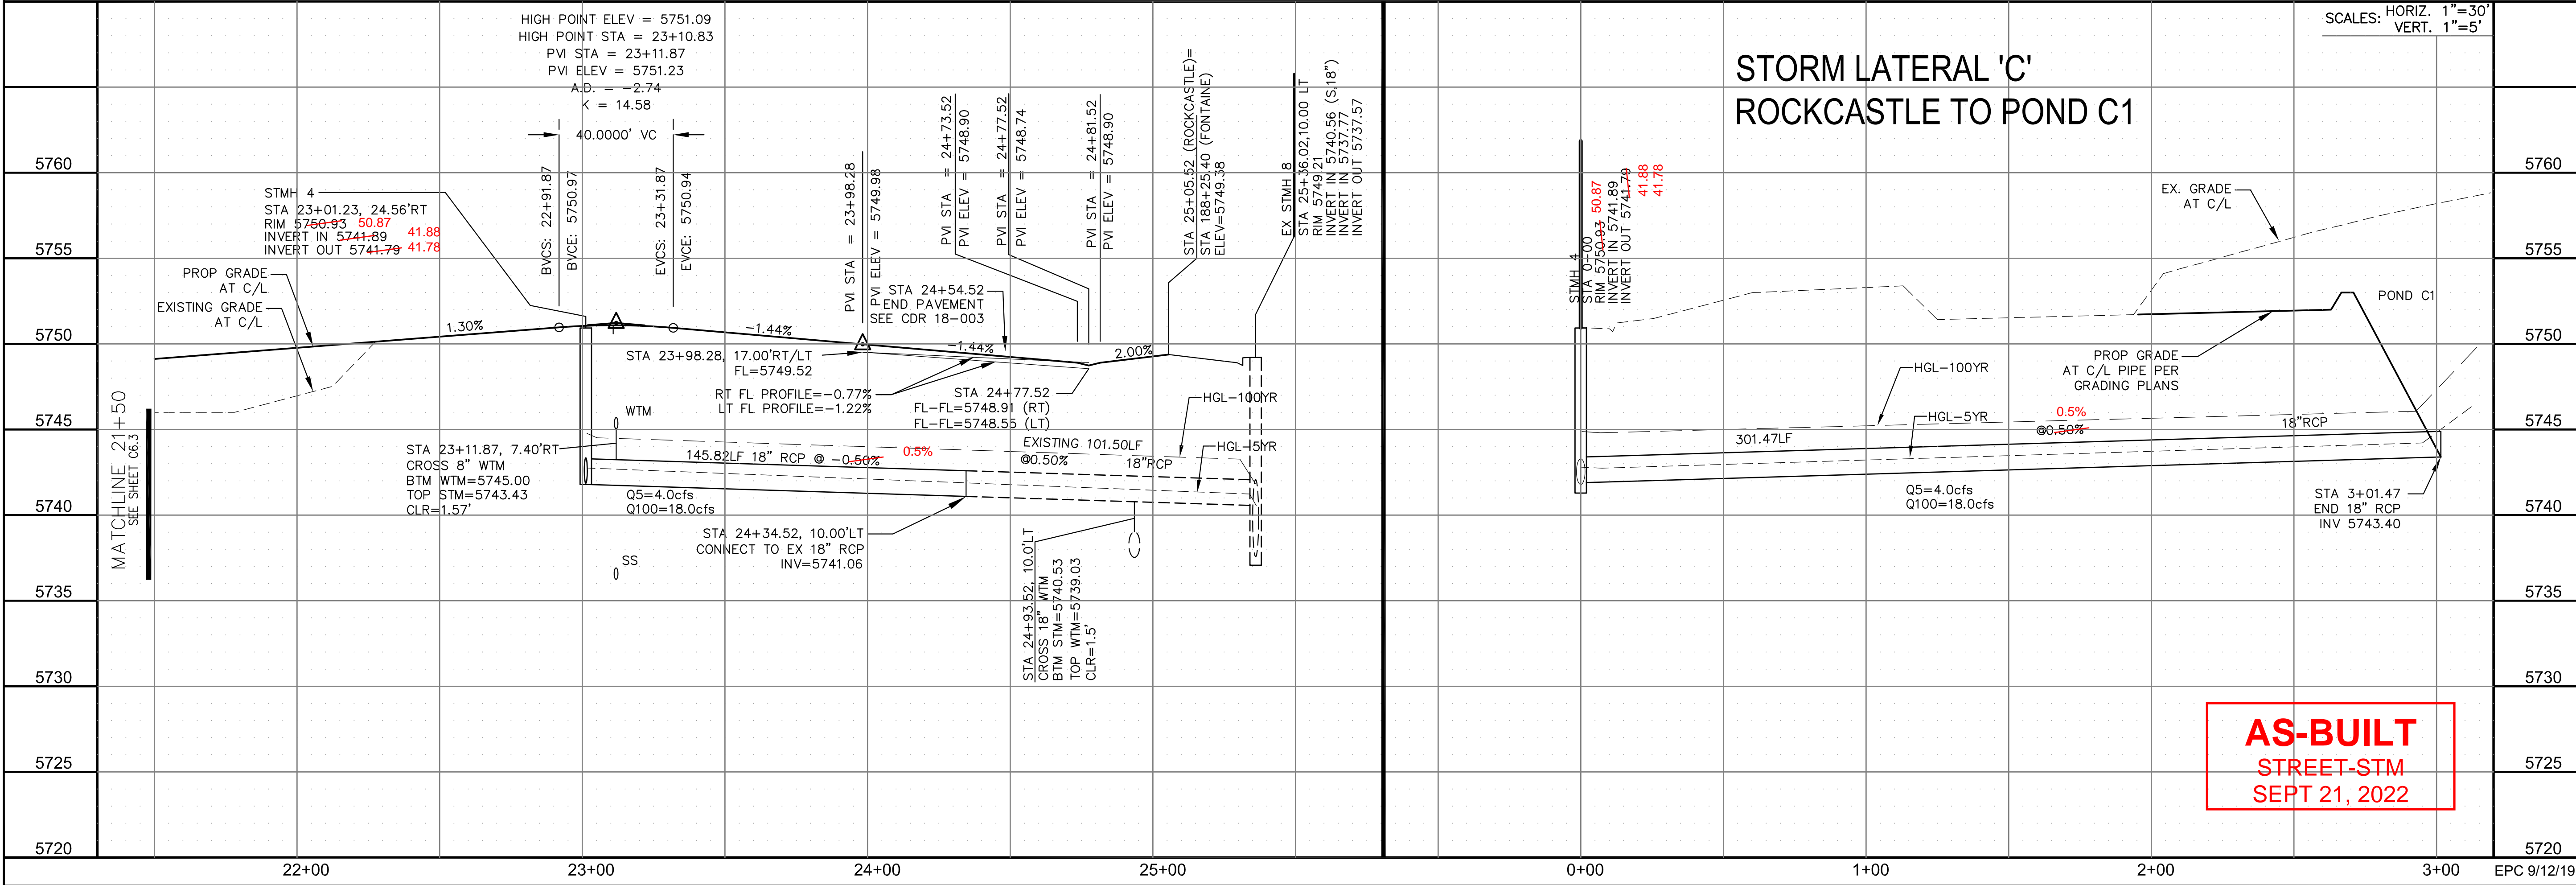 HIGH POINT ELEV = 5751.09
HIGH POINT STA = 23+10.83
PVI STA = 23+11.87
PVI ELEV = 5751.23
A.D. = -2.74
K = 14.58
40.0000' VC
BVCS: 22+91.87
BVCE: 5750.97
EVCS: 23+31.87
EVCE: 5750.94
STMH 4
STA 23+01.23, 24.56'RT
RIM 5750.93 50.87
INVERT IN 5741.89 41.88
INVERT OUT 5741.79 41.78
PROP GRADE
AT C/L
EXISTING GRADE
AT C/L
1.30%
-1.44%
-1.44%
2.00%
PVI STA = 23+98.28
PVI ELEV = 5749.98
PVI STA = 24+73.52
PVI ELEV = 5748.90
PVI STA = 24+77.52
PVI ELEV = 5748.74
PVI STA = 24+81.52
PVI ELEV = 5748.90
STA 25+05.52 (ROCKCASTLE)=
STA 188+25.40 (FONTAINE)
ELEV=5749.38
EX STMH 8
STA 25+36.02,10.00 LT
RIM 5749.21
INVERT IN 5740.56 (S,18")
INVERT IN 5737.77
INVERT OUT 5737.57
STA 24+54.52
END PAVEMENT
SEE CDR 18-003
STA 23+98.28, 17.00'RT/LT
FL=5749.52
RT FL PROFILE=-0.77%
LT FL PROFILE=-1.22%
STA 24+77.52
FL-FL=5748.91 (RT)
FL-FL=5748.55 (LT)
HGL-100YR
HGL-5YR
WTM
SS
MATCHLINE 21+50
SEE SHEET C6.3
STA 23+11.87, 7.40'RT
CROSS 8" WTM
BTM WTM=5745.00
TOP STM=5743.43
CLR=1.57'
145.82LF 18" RCP @ -0.50% 0.5%
EXISTING 101.50LF
@0.50%
18"RCP
Q5=4.0cfs
Q100=18.0cfs
STA 24+34.52, 10.00'LT
CONNECT TO EX 18" RCP
INV=5741.06
STA 24+93.52, 10.0'LT
CROSS 18" WTM
BTM STM=5740.53
TOP WTM=5739.03
CLR=1.5'
5760
5755
5750
5745
5740
5735
5730
5725
5720
22+00
23+00
24+00
25+00
SCALES: HORIZ. 1"=30'
VERT. 1"=5'
STORM LATERAL 'C'
ROCKCASTLE TO POND C1
STMH 4
STA 0-00
RIM 5750.93 50.87
INVERT IN 5741.89
INVERT OUT 5741.79
41.88
41.78
EX. GRADE
AT C/L
POND C1
PROP GRADE
AT C/L PIPE PER
GRADING PLANS
HGL-100YR
HGL-5YR
301.47LF
0.5%
@0.50%
18"RCP
Q5=4.0cfs
Q100=18.0cfs
STA 3+01.47
END 18" RCP
INV 5743.40
AS-BUILT
STREET-STM
SEPT 21, 2022
5760
5755
5750
5745
5740
5735
5730
5725
5720
0+00
1+00
2+00
3+00
EPC 9/12/19